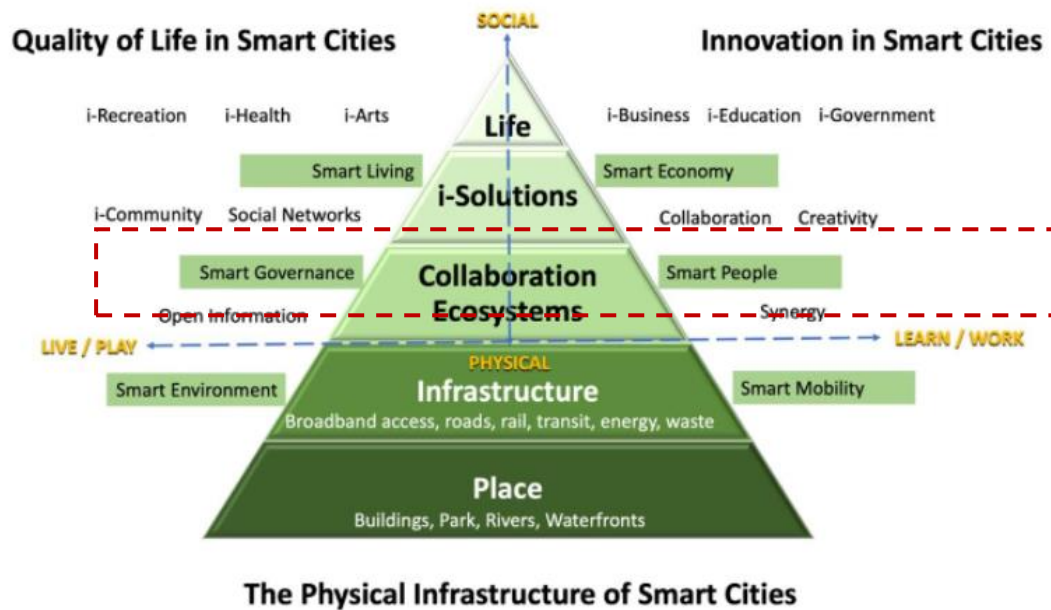 SOCIAL
Quality of Life in Smart Cities
Innovation in Smart Cities
i-Recreation
i-Health
i-Arts
Life
i-Business
i-Education
i-Government
Smart Living
Smart Economy
i-Solutions
i-Community
Social Networks
Collaboration
Creativity
Smart Governance
Collaboration
Ecosystems
Smart People
Open Information
Synergy
LIVE / PLAY
LEARN / WORK
PHYSICAL
Smart Environment
Infrastructure
Smart Mobility
Broadband access, roads, rail, transit, energy, waste
Place
Buildings, Park, Rivers, Waterfronts
The Physical Infrastructure of Smart Cities